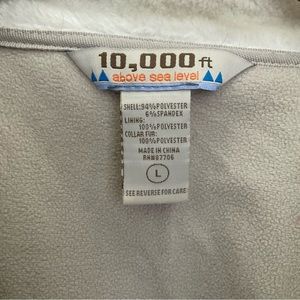 10,000 ft
above sea level
SHELL: 94%POLYESTER
6%SPANDEX
LINING:
100%POLYESTER
COLLAR FUR:
100%POLYESTER
MADE IN CHINA
RN#87706
L
SEE REVERSE FOR CARE